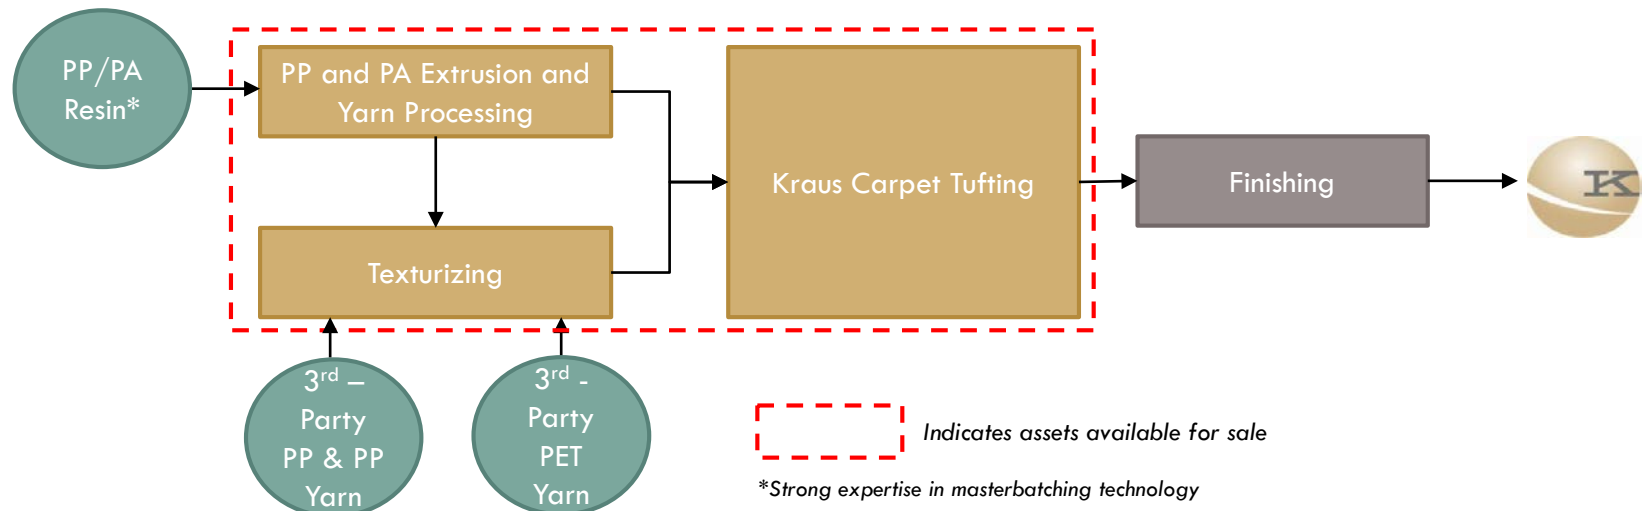 PP/PA
Resin*
PP and PA Extrusion and
Yarn Processing
Kraus Carpet Tufting
Finishing
K
Texturizing
3rd –
Party
PP & PP
Yarn
3rd -
Party
PET
Yarn
Indicates assets available for sale
*Strong expertise in masterbatching technology